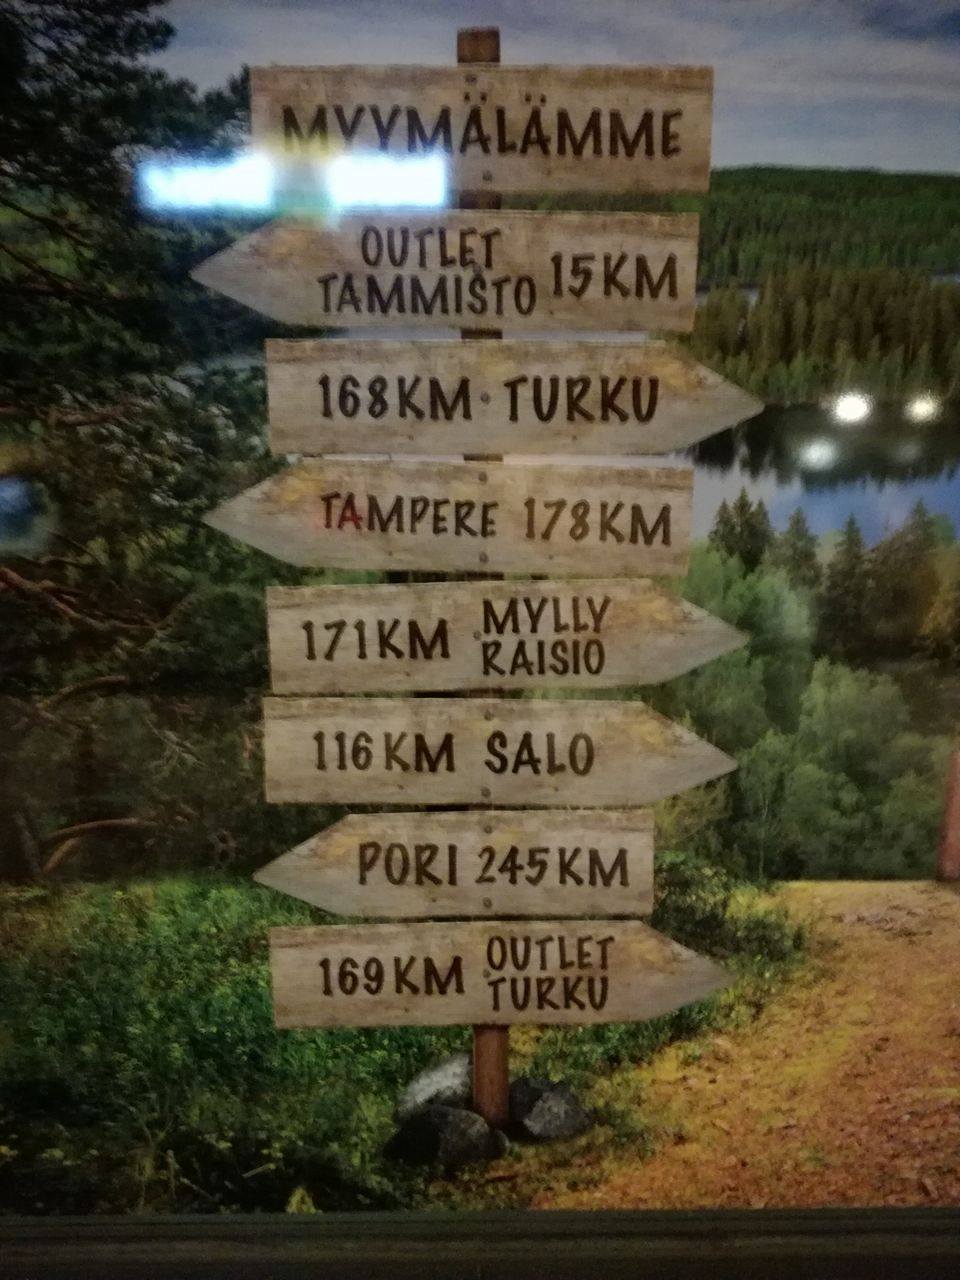 MYYMÄLÄMME
OUTLET
TAMMISTO 15KM
168KM TURKU
TAMPERE 178KM
171KM MYLLY
RAISIO
116KM SALO
PORI 245KM
169KM OUTLET
TURKU